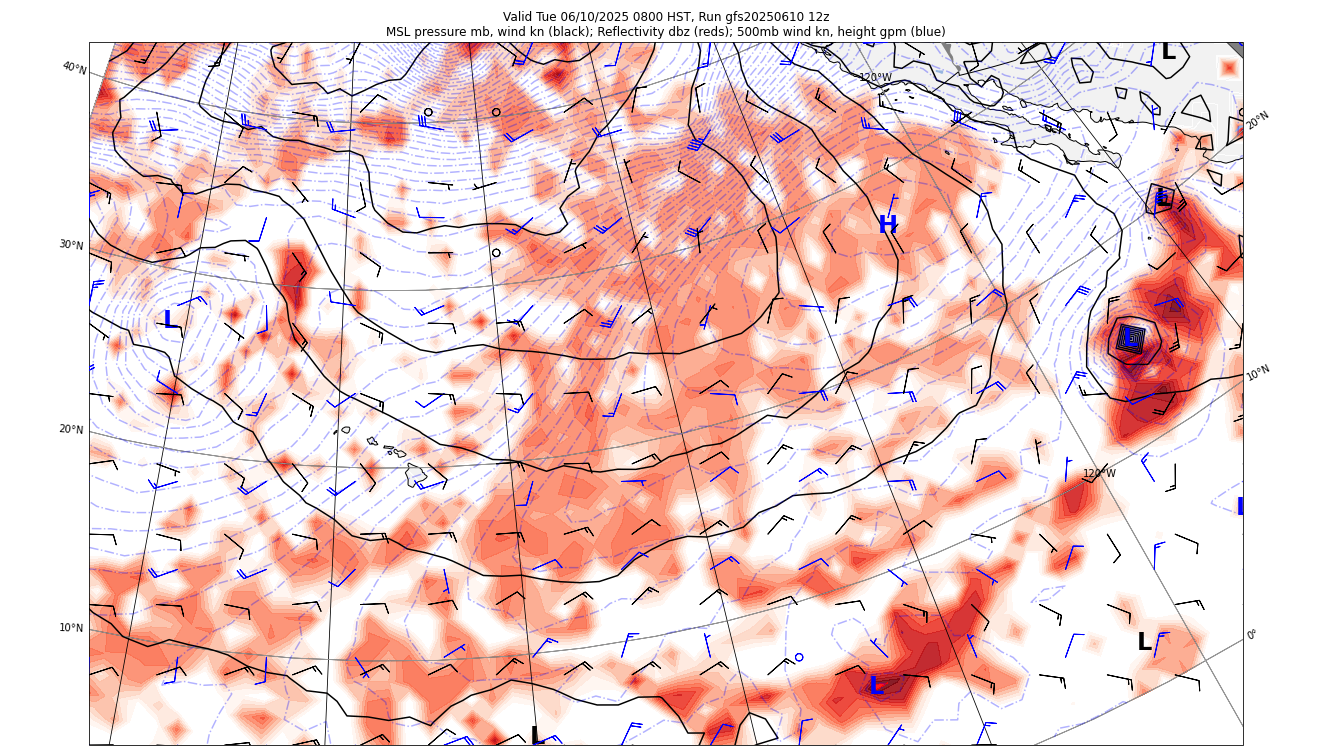 Valid Tue 06/10/2025 0800 HST, Run gfs20250610 12z
MSL pressure mb, wind kn (black); Reflectivity dbz (reds); 500mb wind kn, height gpm (blue)
L
40°N
120°W
20°N
L
H
30°N
L
L
10°N
20°N
120°W
L
10°N
0°
L
L
L